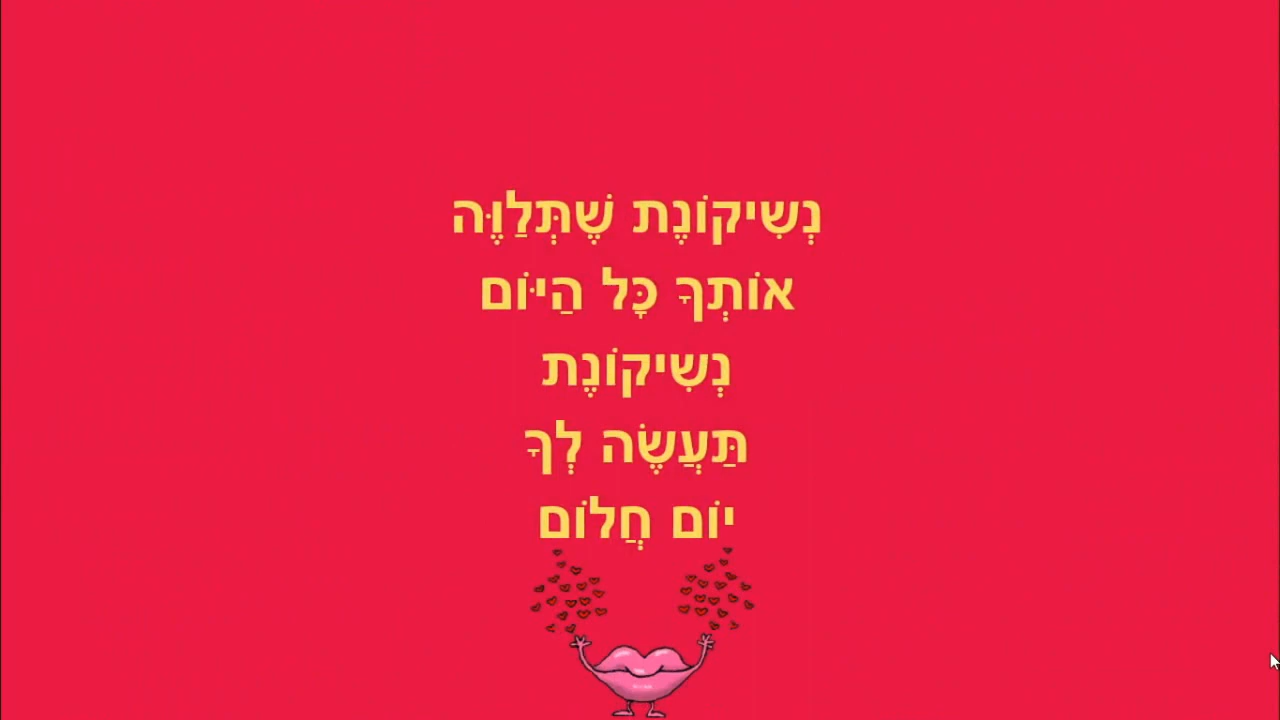 נְשִׁיקוֹנֶת שֶׁתְּלַוֶּה
אוֹתְךָ כָּל הַיּוֹם
נְשִׁיקוֹנֶת
תַּעֲשֶׂה לְךָ
יוֹם חֲלוֹם